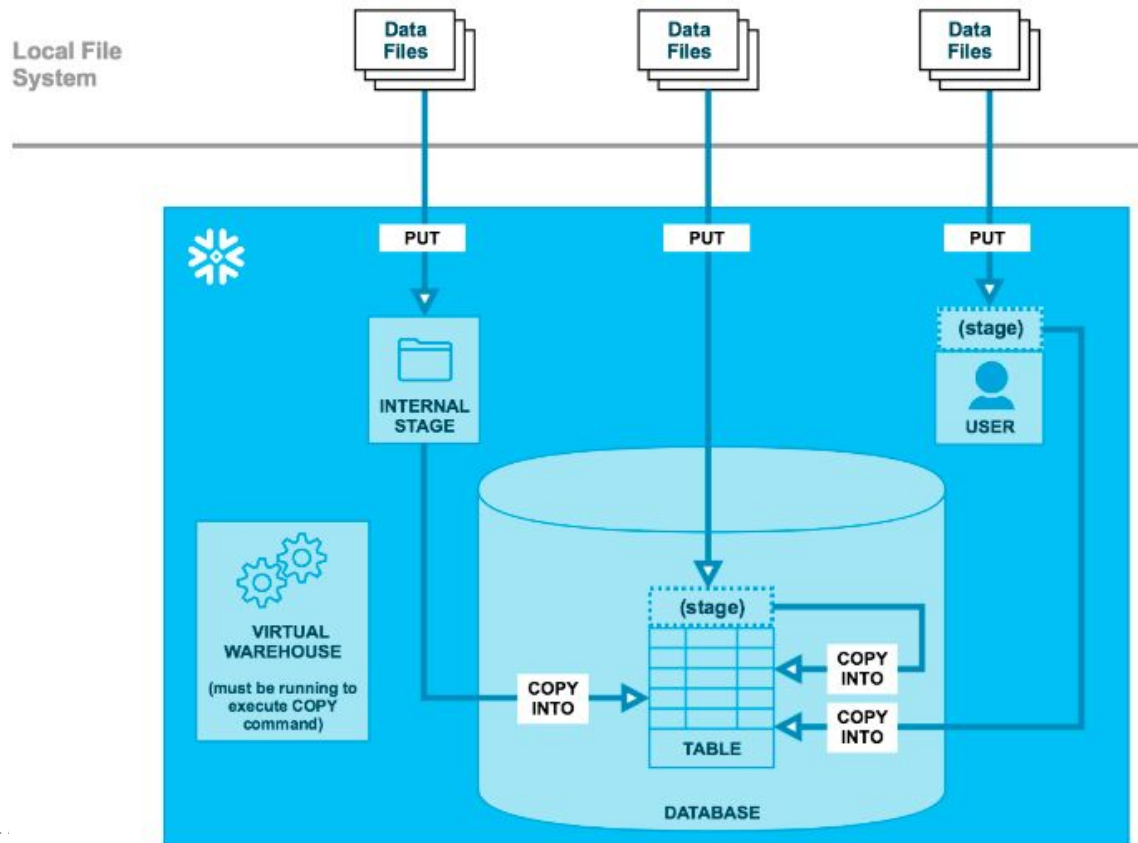 Local File
System
Data
Files
Data
Files
Data
Files
PUT
PUT
PUT
(stage)
USER
INTERNAL
STAGE
VIRTUAL
WAREHOUSE
(must be running to
execute COPY
command)
(stage)
COPY
INTO
COPY
INTO
COPY
INTO
TABLE
DATABASE